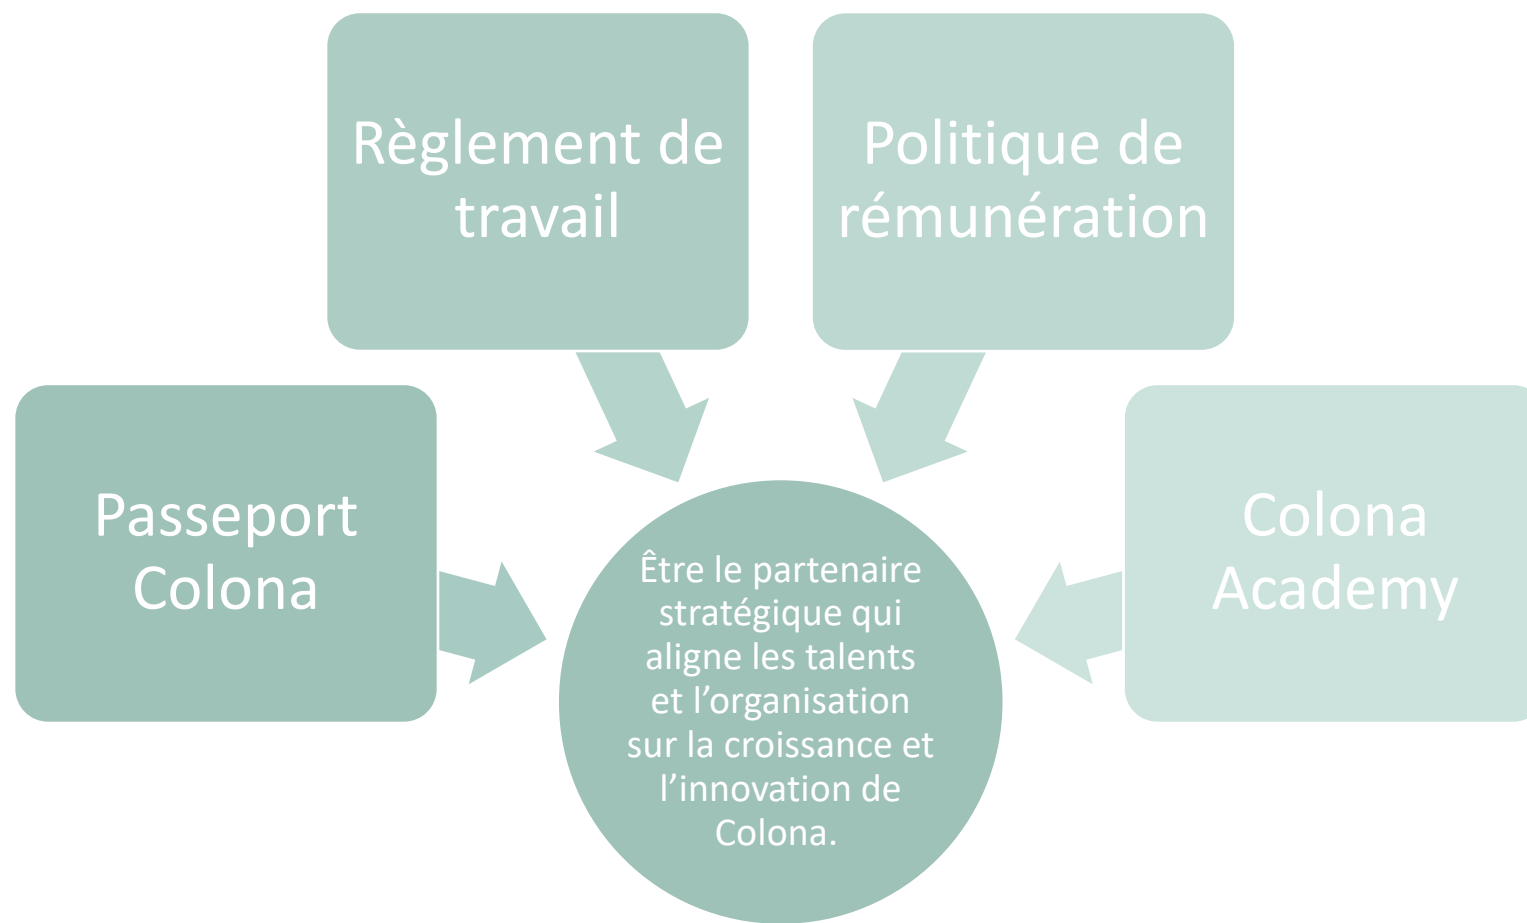 Règlement de
travail
Politique de
rémunération
Passeport
Colona
Colona
Academy
Être le partenaire
stratégique qui
aligne les talents
et l’organisation
sur la croissance et
l’innovation de
Colona.